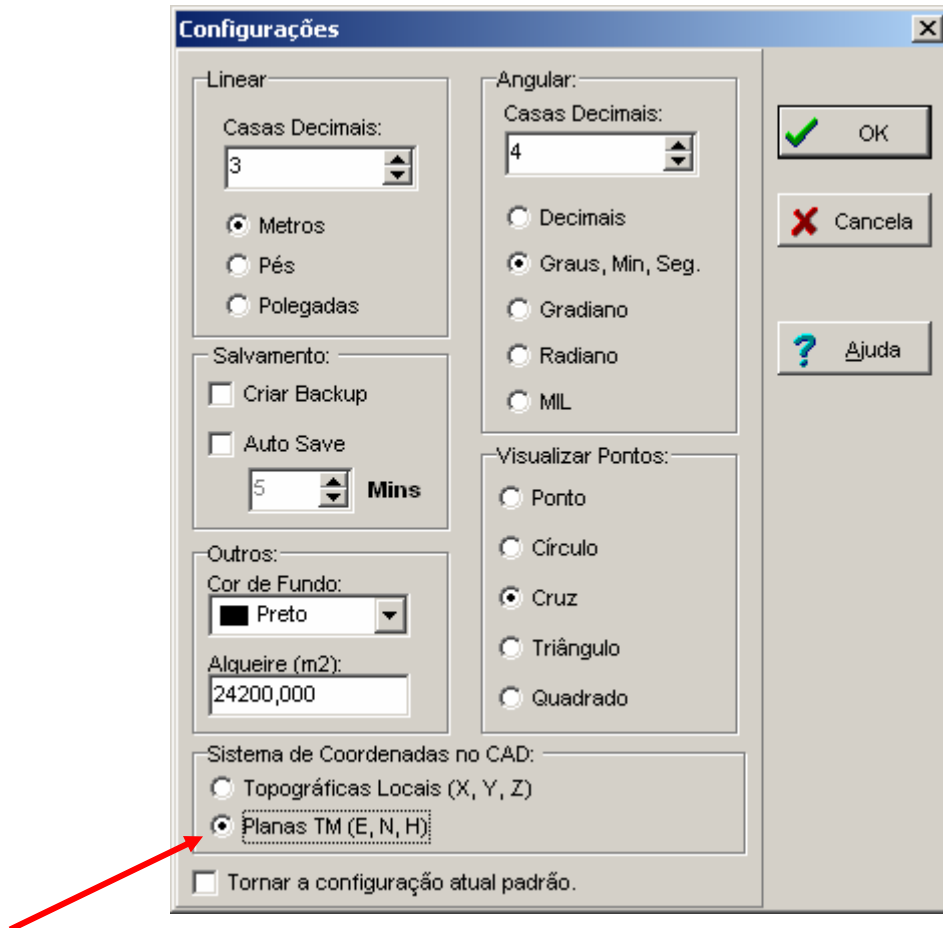 Configurações
Linear
Casas Decimais:
3
Metros
Pés
Polegadas
Angular:
Casas Decimais:
4
Decimais
Graus, Min, Seg.
Gradiano
Radiano
MIL
OK
Cancela
Ajuda
Salvamento:
Criar Backup
Auto Save
5 Mins
Visualizar Pontos:
Ponto
Círculo
Cruz
Triângulo
Quadrado
Outros:
Cor de Fundo:
Preto
Alqueire (m2):
24200,000
Sistema de Coordenadas no CAD:
Topográficas Locais (X, Y, Z)
Planas TM (E, N, H)
Tornar a configuração atual padrão.